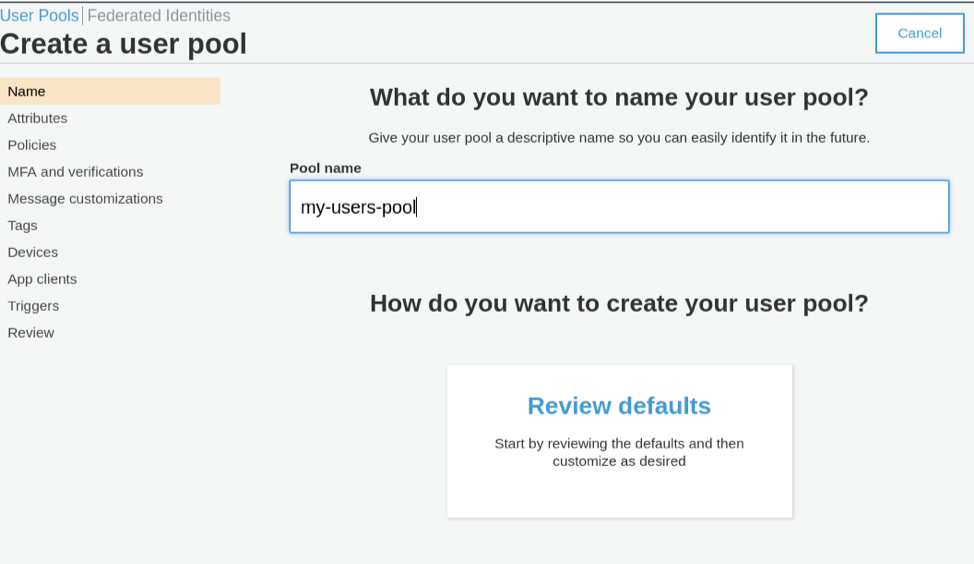 User Pools | Federated Identities
Create a user pool
Cancel
Name
Attributes
Policies
MFA and verifications
Message customizations
Tags
Devices
App clients
Triggers
Review
What do you want to name your user pool?
Give your user pool a descriptive name so you can easily identify it in the future.
Pool name
my-users-pool
How do you want to create your user pool?
Review defaults
Start by reviewing the defaults and then
customize as desired